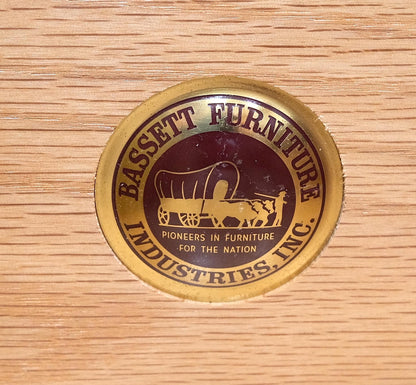 BASSETT FURNITURE
INDUSTRIES, INC.
PIONEERS IN FURNITURE
FOR THE NATION